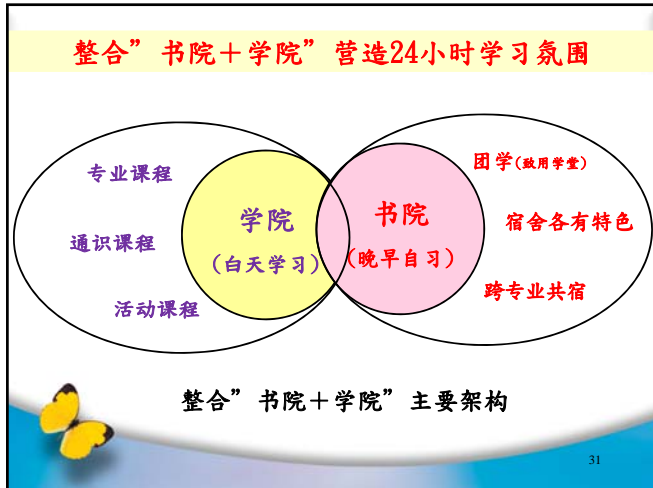 整合”书院＋学院”营造24小时学习氛围
专业课程
通识课程
活动课程
学院
（白天学习）
书院
（晚早自习）
团学(致用学堂)
宿舍各有特色
跨专业共宿
整合”书院＋学院”主要架构
31